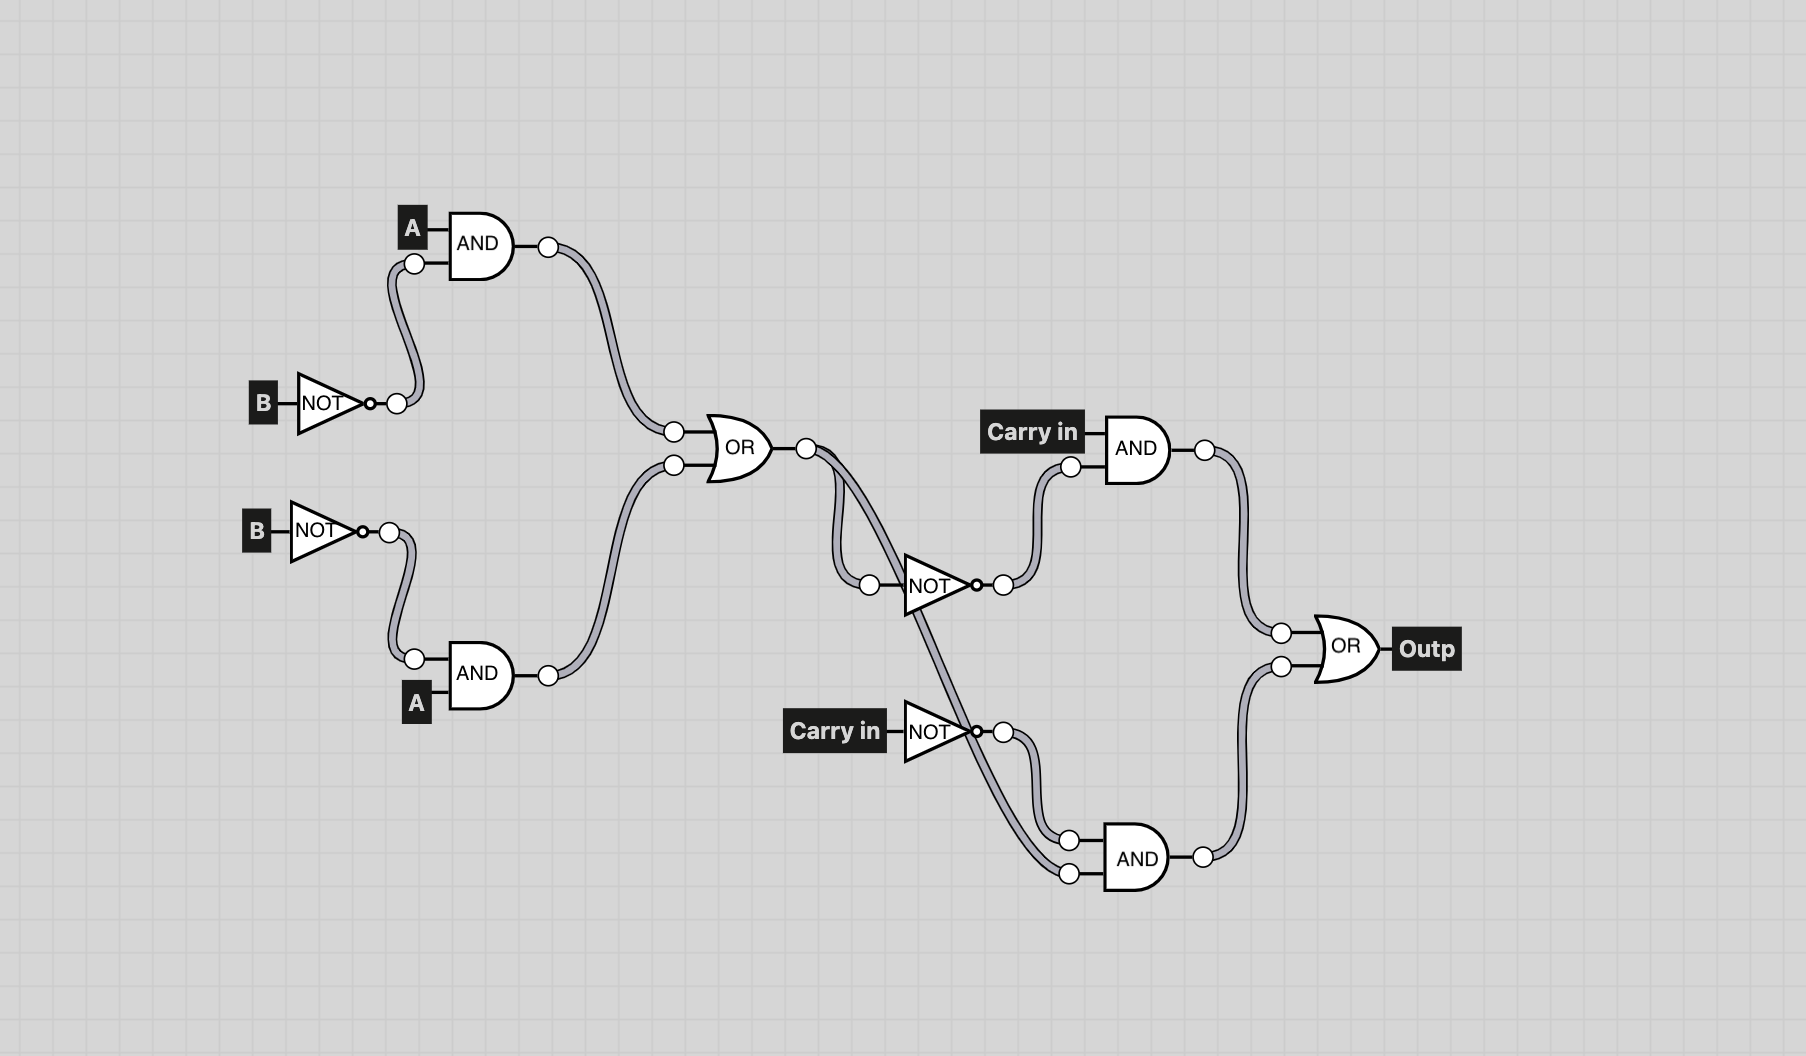 A
AND
B
NOT
OR
Carry in
AND
B
NOT
NOT
OR
Outp
AND
A
Carry in
NOT
AND